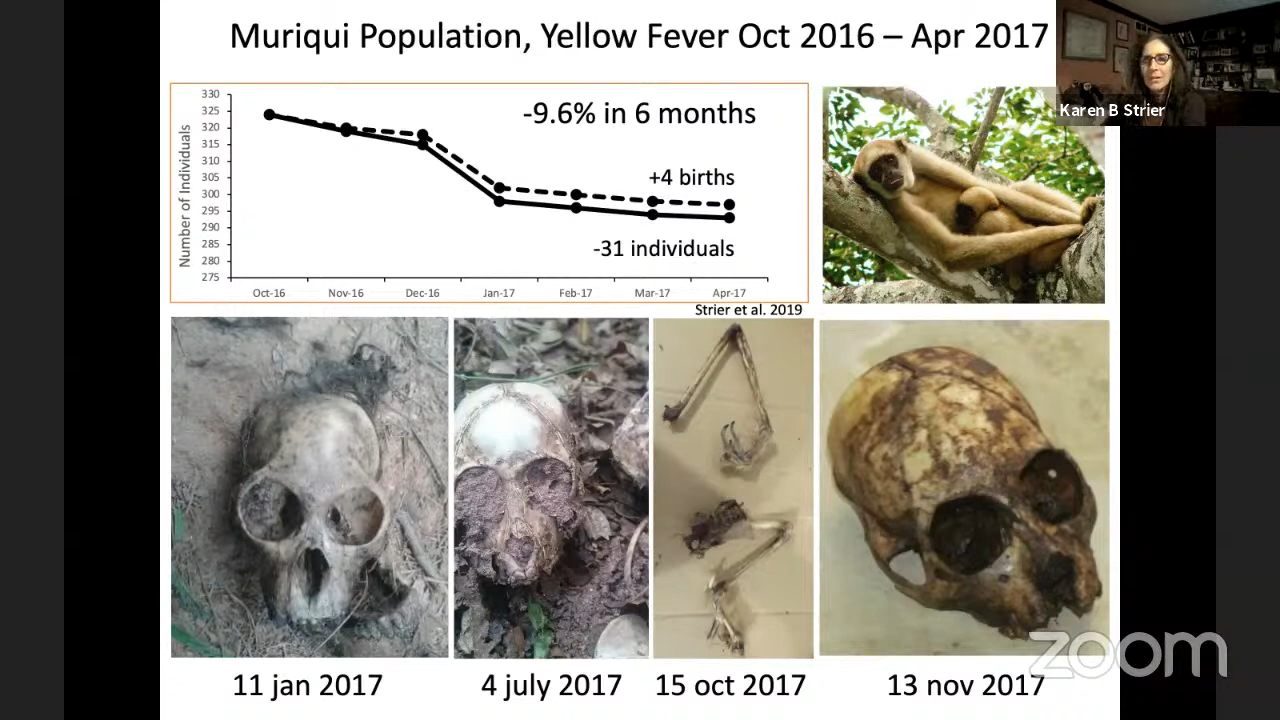 Muriqui Population, Yellow Fever Oct 2016 – Apr 2017
Karen B Strier
Number of Individuals
330
325
320
315
310
305
300
295
290
285
280
275
-9.6% in 6 months
+4 births
-31 individuals
Oct-16 Nov-16 Dec-16 Jan-17 Feb-17 Mar-17 Apr-17
Strier et al. 2019
11 jan 2017 4 july 2017 15 oct 2017 13 nov 2017
zoom